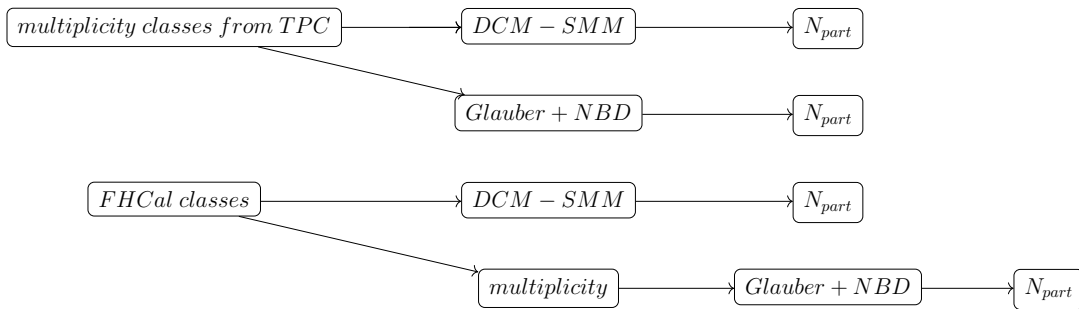 multiplicity classes from TPC DCM − SMM N_part
Glauber + NBD N_part
FHCal classes DCM − SMM N_part
multiplicity Glauber + NBD N_part